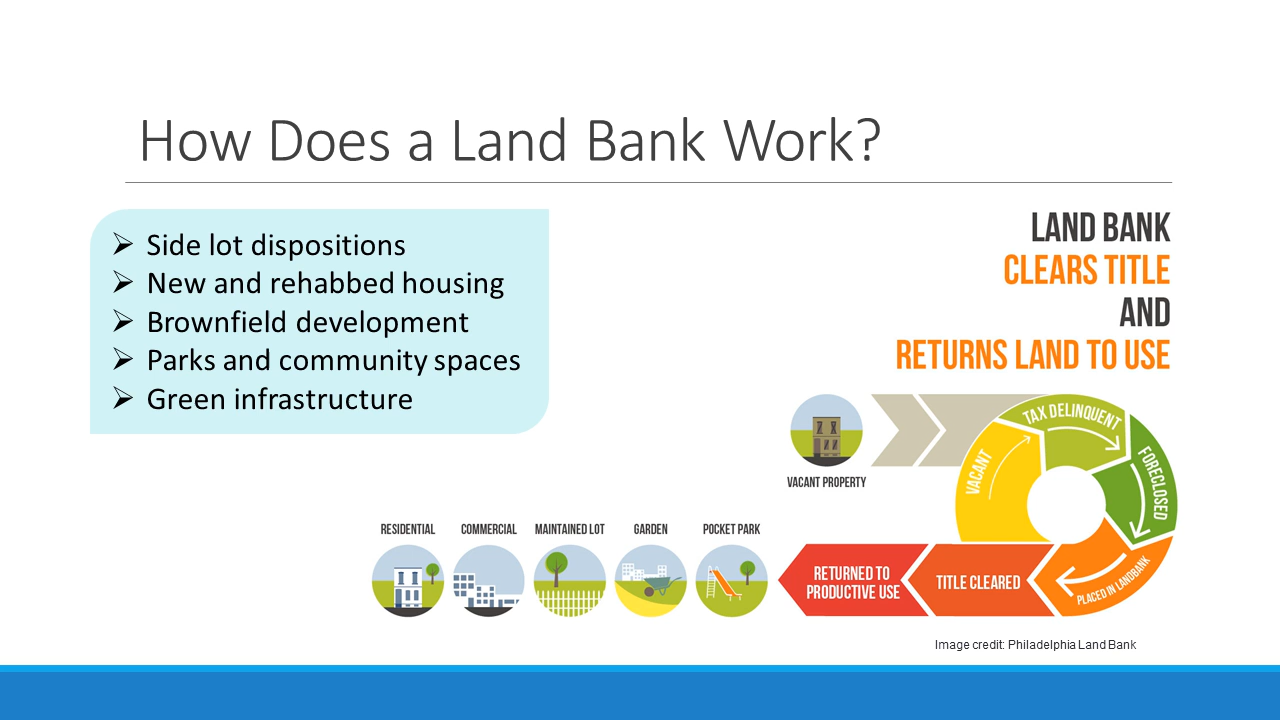 How Does a Land Bank Work?
Side lot dispositions
New and rehabbed housing
Brownfield development
Parks and community spaces
Green infrastructure
LAND BANK
CLEARS TITLE
AND
RETURNS LAND TO USE
VACANT PROPERTY
VACANT
TAX DELINQUENT
FORECLOSED
PLACED IN LANDBANK
TITLE CLEARED
RETURNED TO
PRODUCTIVE USE
RESIDENTIAL
COMMERCIAL
MAINTAINED LOT
GARDEN
POCKET PARK
Image credit: Philadelphia Land Bank